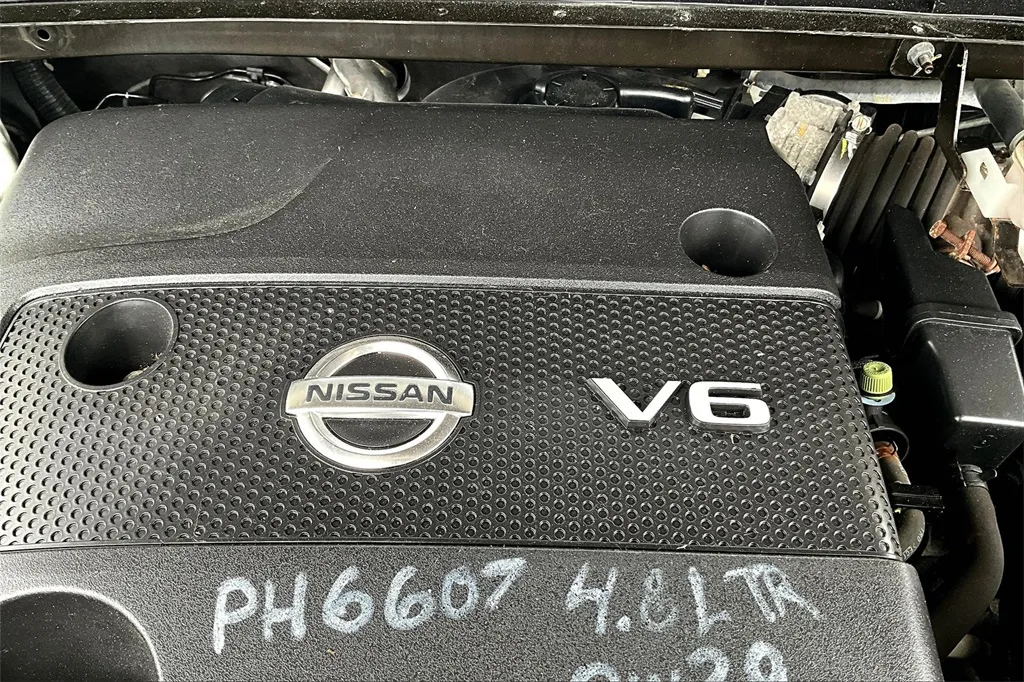 NISSAN V6
PH6607 4.8LTR